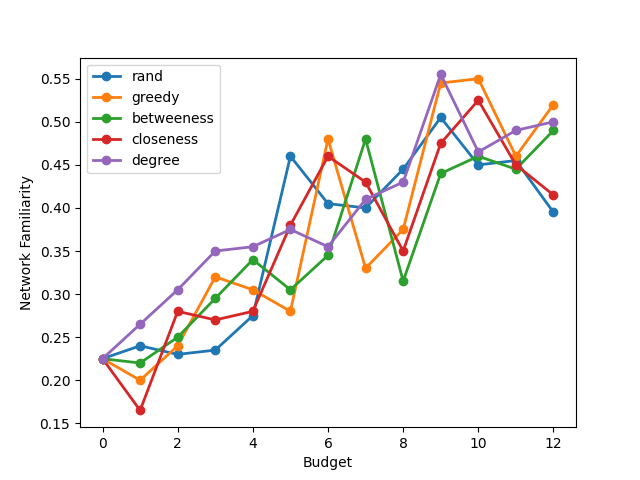 rand
greedy
betweeness
closeness
degree
0.55
0.50
0.45
0.40
0.35
0.30
0.25
0.20
0.15
Network Familiarity
0 2 4 6 8 10 12
Budget